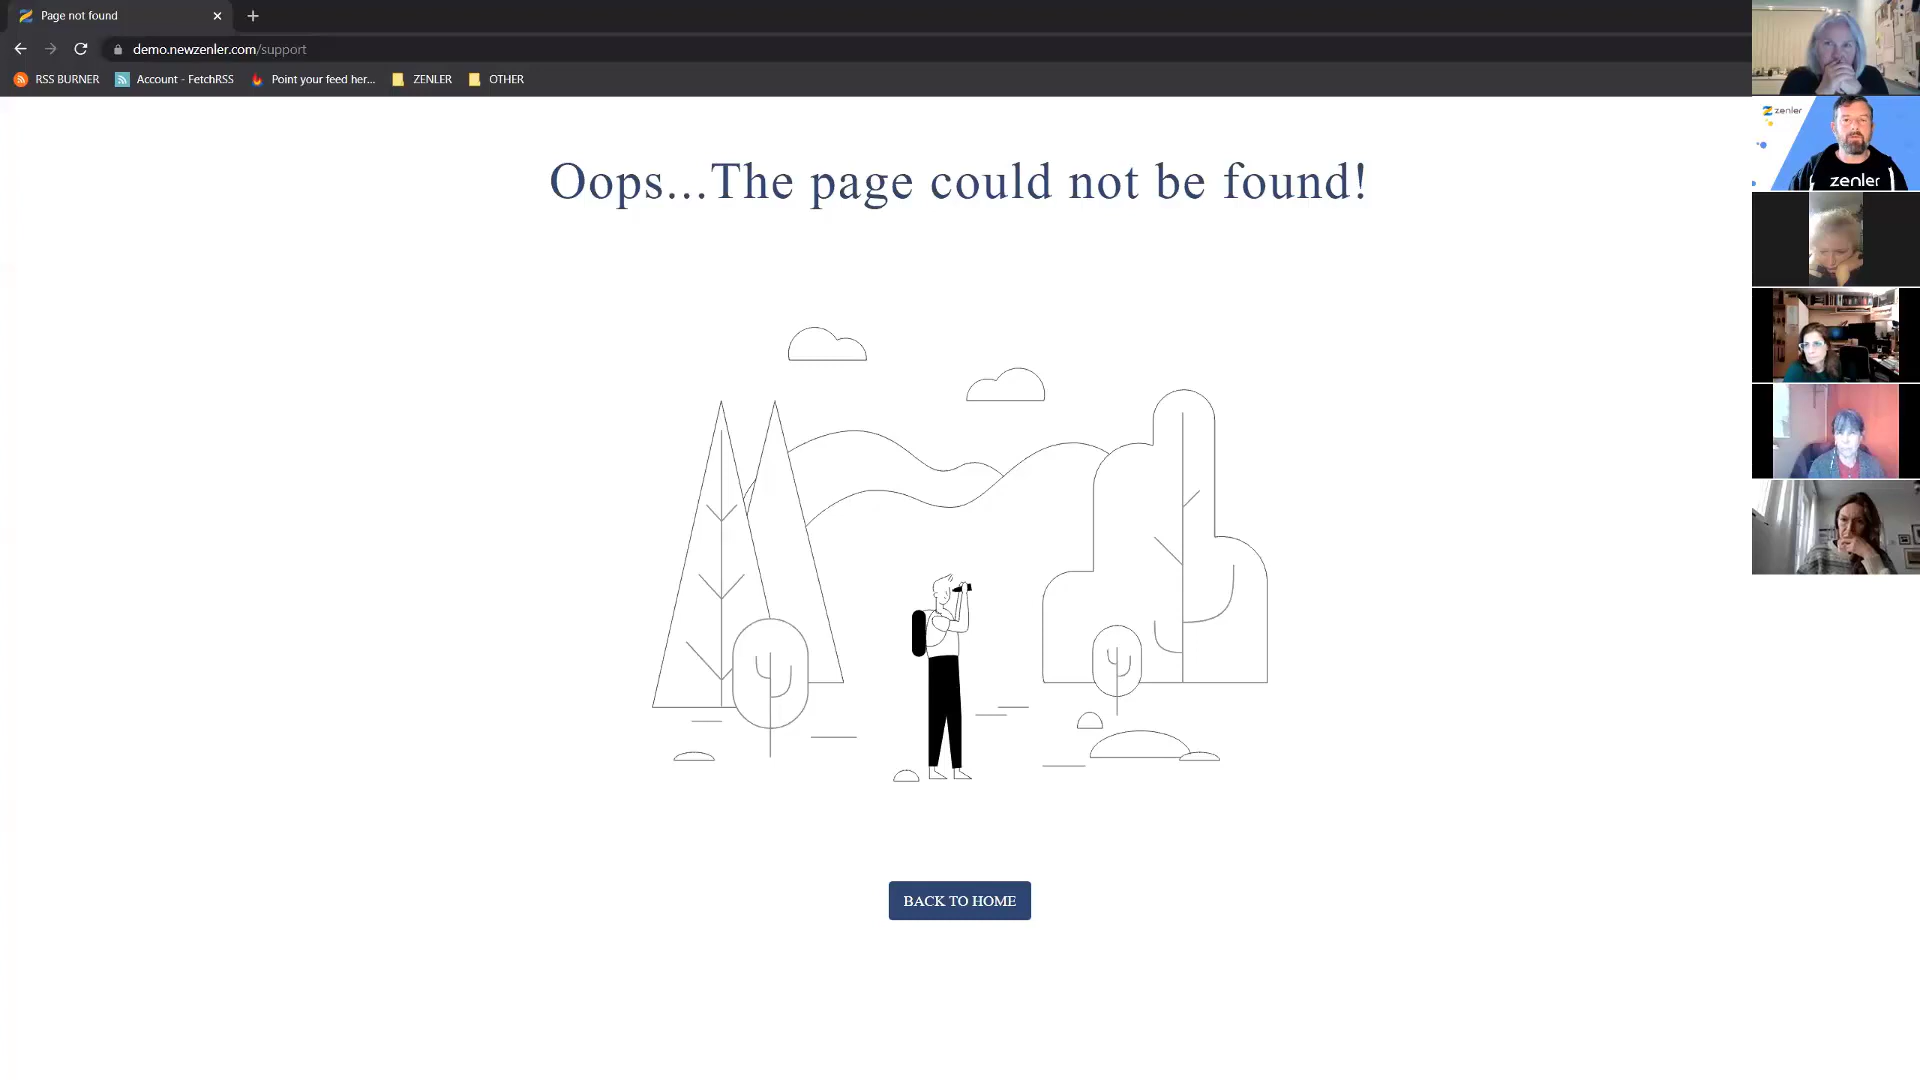 Page not found
demo.newzenler.com/support
RSS BURNER
Account - FetchRSS
Point your feed her...
ZENLER
OTHER
zenler
zenler
Oops...The page could not be found!
BACK TO HOME